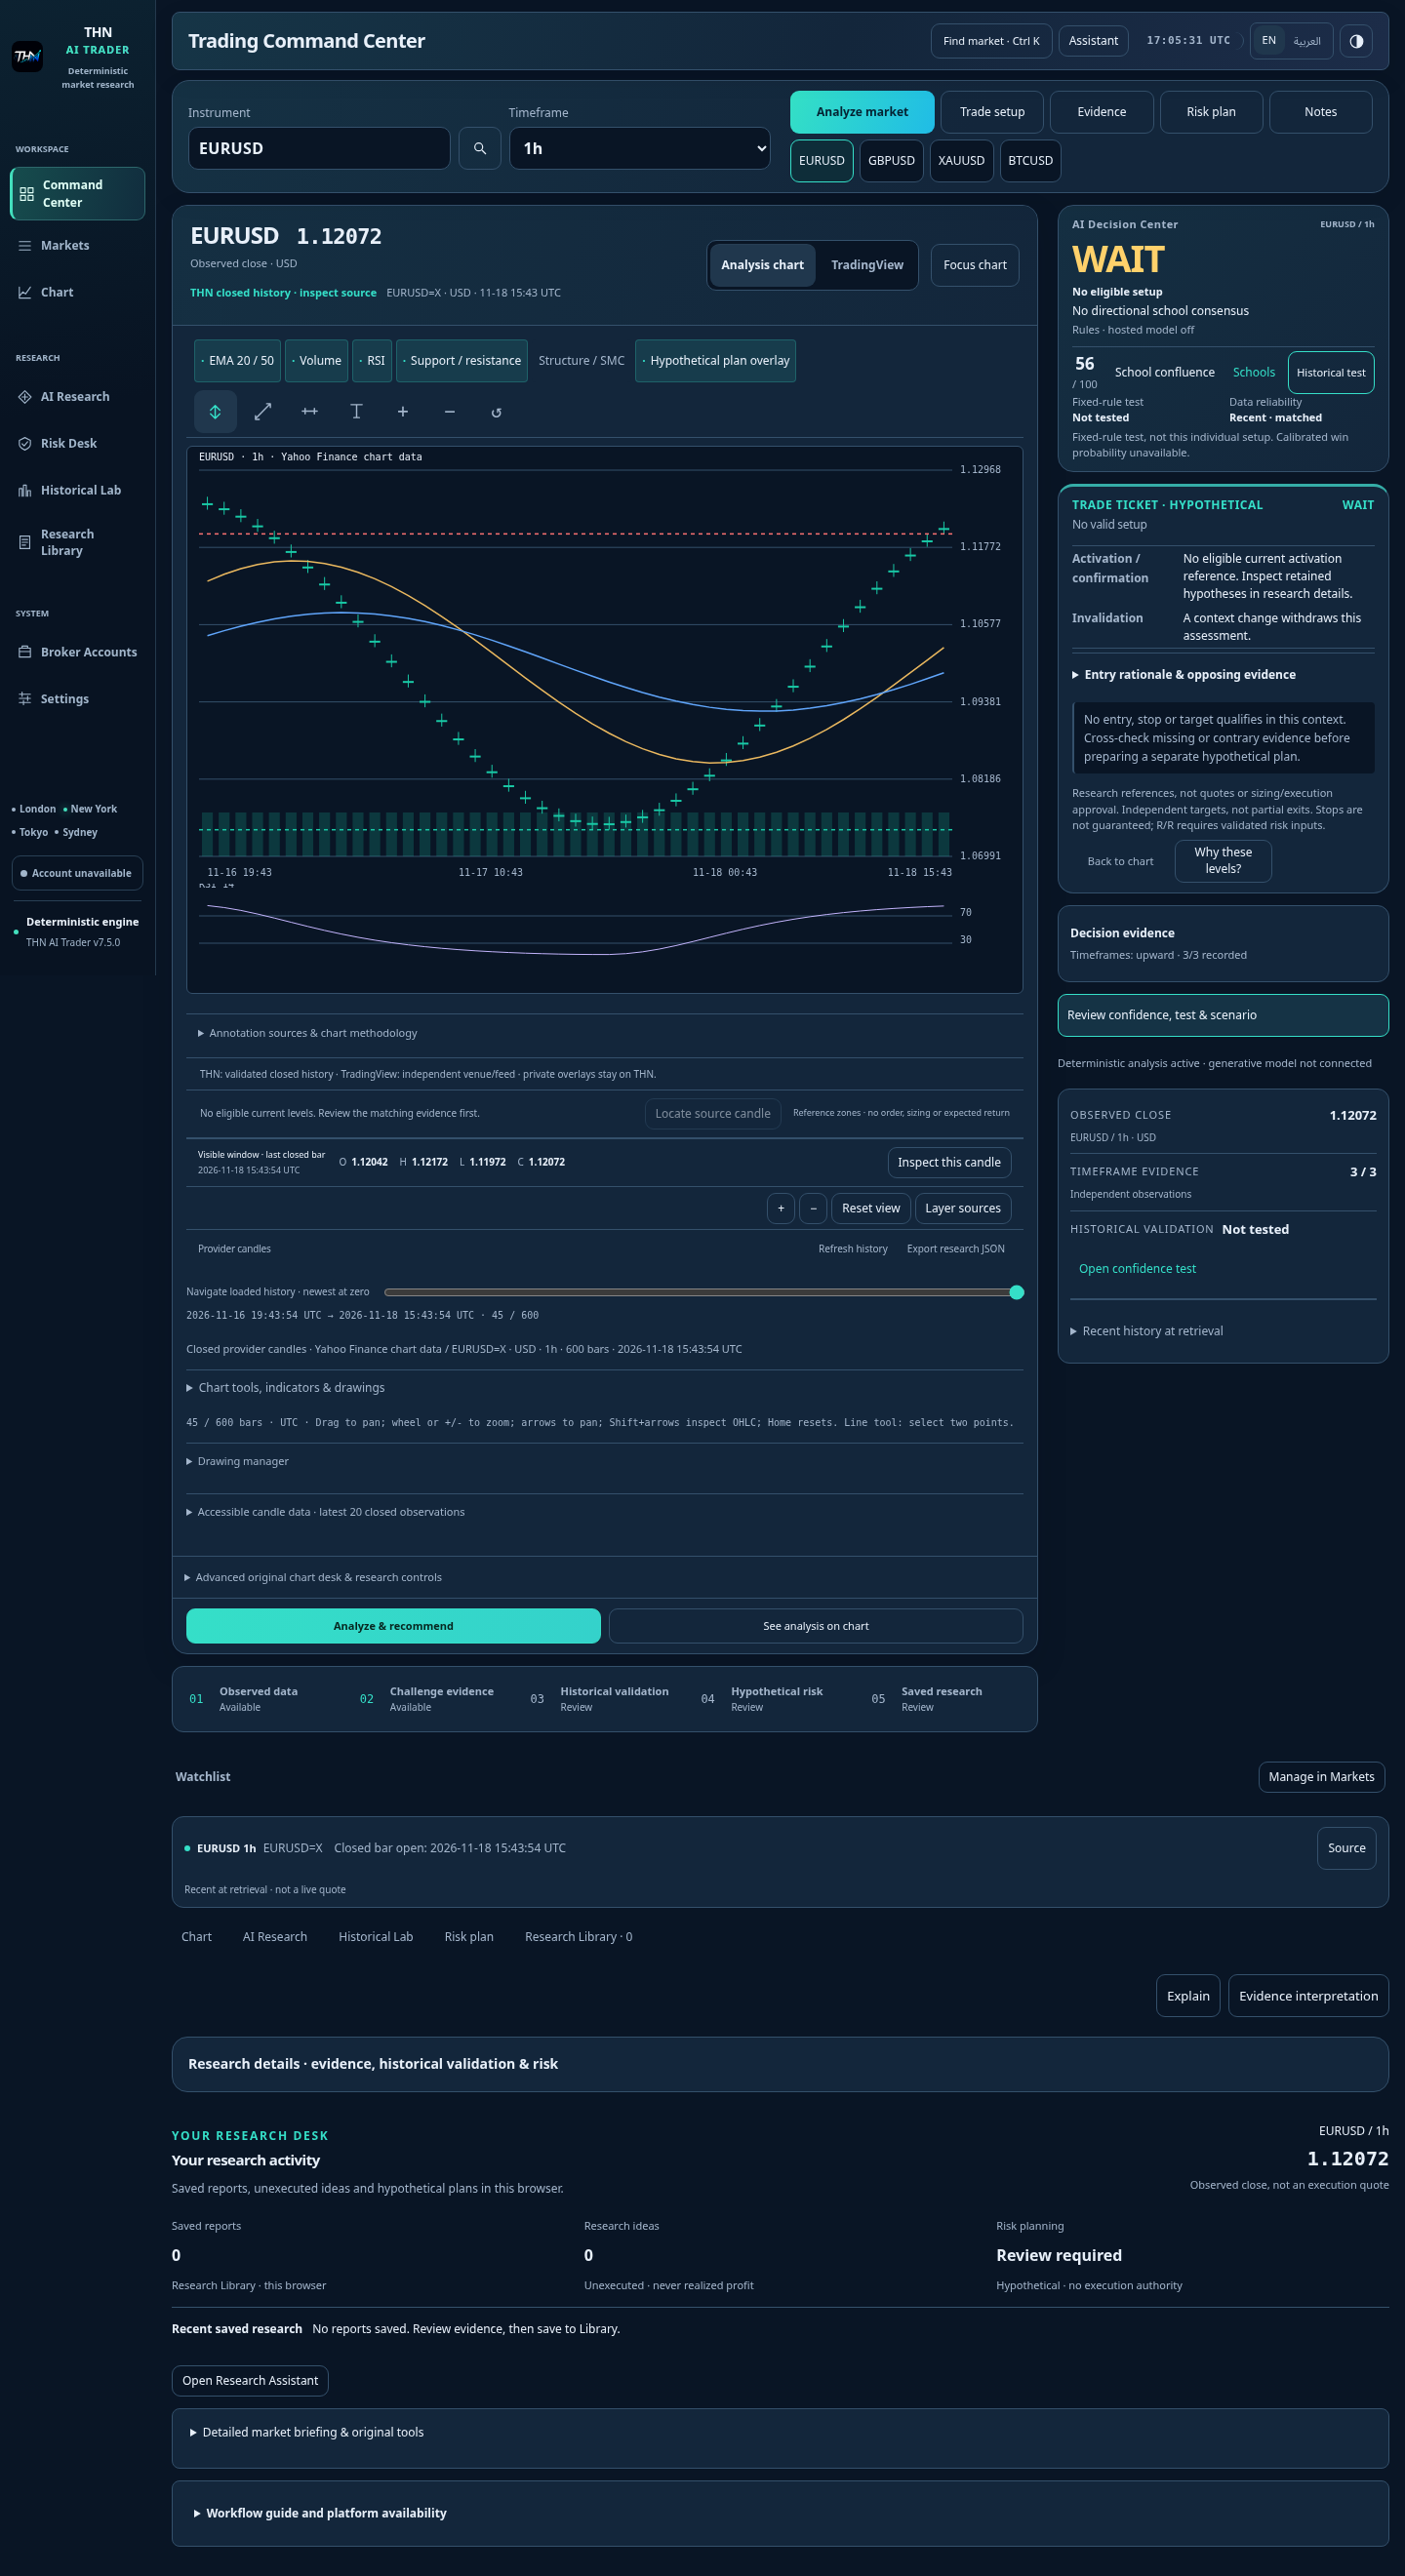 THN
AI TRADER
Deterministic
market research
WORKSPACE
Command
Center
Markets
Chart
RESEARCH
AI Research
Risk Desk
Historical Lab
Research
Library
SYSTEM
Broker Accounts
Settings
London New York
Tokyo Sydney
Account unavailable
Deterministic engine
THN AI Trader v7.5.0
Trading Command Center
Find market · Ctrl K
Assistant
17:05:31 UTC
EN
العربية
Instrument
EURUSD
Timeframe
1h
Analyze market
Trade setup
Evidence
Risk plan
Notes
EURUSD
GBPUSD
XAUUSD
BTCUSD
EURUSD 1.12072
Observed close · USD
THN closed history · inspect source EURUSD=X · USD · 11-18 15:43 UTC
Analysis chart
TradingView
Focus chart
· EMA 20 / 50
· Volume
· RSI
· Support / resistance
Structure / SMC
· Hypothetical plan overlay
EURUSD · 1h · Yahoo Finance chart data
1.12968
1.11772
1.10577
1.09381
1.08186
1.06991
11-16 19:43
11-17 10:43
11-18 00:43
11-18 15:43
RSI 14
70
30
Annotation sources & chart methodology
THN: validated closed history · TradingView: independent venue/feed · private overlays stay on THN.
No eligible current levels. Review the matching evidence first.
Locate source candle
Reference zones · no order, sizing or expected return
Visible window · last closed bar
2026-11-18 15:43:54 UTC
O 1.12042 H 1.12172 L 1.11972 C 1.12072
Inspect this candle
+
−
Reset view
Layer sources
Provider candles
Refresh history
Export research JSON
Navigate loaded history · newest at zero
2026-11-16 19:43:54 UTC → 2026-11-18 15:43:54 UTC · 45 / 600
Closed provider candles · Yahoo Finance chart data / EURUSD=X · USD · 1h · 600 bars · 2026-11-18 15:43:54 UTC
Chart tools, indicators & drawings
45 / 600 bars · UTC · Drag to pan; wheel or +/- to zoom; arrows to pan; Shift+arrows inspect OHLC; Home resets. Line tool: select two points.
Drawing manager
Accessible candle data · latest 20 closed observations
Advanced original chart desk & research controls
Analyze & recommend
See analysis on chart
01 Observed data
Available
02 Challenge evidence
Available
03 Historical validation
Review
04 Hypothetical risk
Review
05 Saved research
Review
AI Decision Center
EURUSD / 1h
WAIT
No eligible setup
No directional school consensus
Rules · hosted model off
56
/ 100
School confluence
Schools
Historical test
Fixed-rule test
Not tested
Data reliability
Recent · matched
Fixed-rule test, not this individual setup. Calibrated win
probability unavailable.
TRADE TICKET · HYPOTHETICAL
WAIT
No valid setup
Activation /
confirmation
No eligible current activation
reference. Inspect retained
hypotheses in research details.
Invalidation
A context change withdraws this
assessment.
Entry rationale & opposing evidence
No entry, stop or target qualifies in this context.
Cross-check missing or contrary evidence before
preparing a separate hypothetical plan.
Research references, not quotes or sizing/execution
approval. Independent targets, not partial exits. Stops are
not guaranteed; R/R requires validated risk inputs.
Back to chart
Why these
levels?
Decision evidence
Timeframes: upward · 3/3 recorded
Review confidence, test & scenario
Deterministic analysis active · generative model not connected
OBSERVED CLOSE
1.12072
EURUSD / 1h · USD
TIMEFRAME EVIDENCE
3 / 3
Independent observations
HISTORICAL VALIDATION Not tested
Open confidence test
Recent history at retrieval
Watchlist
Manage in Markets
EURUSD 1h EURUSD=X Closed bar open: 2026-11-18 15:43:54 UTC
Source
Recent at retrieval · not a live quote
Chart
AI Research
Historical Lab
Risk plan
Research Library · 0
Explain
Evidence interpretation
Research details · evidence, historical validation & risk
YOUR RESEARCH DESK
Your research activity
Saved reports, unexecuted ideas and hypothetical plans in this browser.
EURUSD / 1h
1.12072
Observed close, not an execution quote
Saved reports
0
Research Library · this browser
Research ideas
0
Unexecuted · never realized profit
Risk planning
Review required
Hypothetical · no execution authority
Recent saved research No reports saved. Review evidence, then save to Library.
Open Research Assistant
Detailed market briefing & original tools
Workflow guide and platform availability